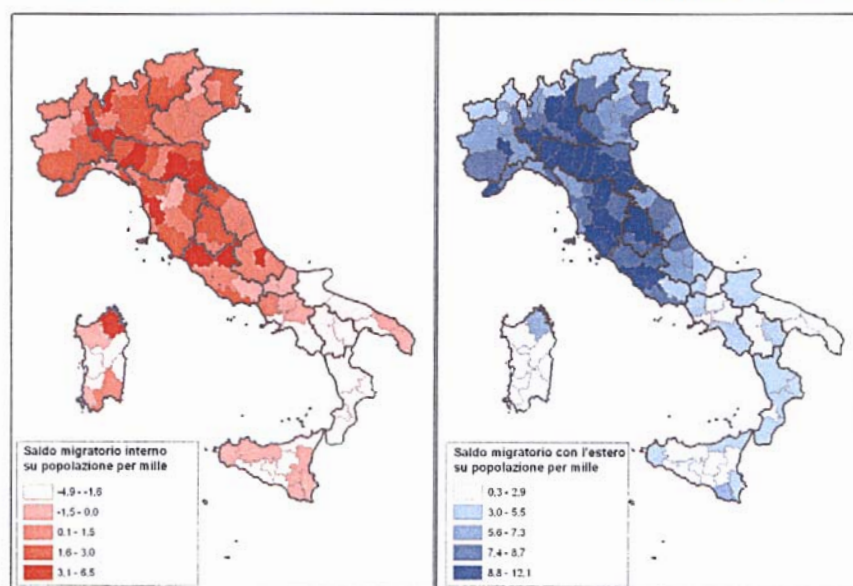 Saldo migratorio interno
su popolazione per mille
-4,9 - -1,6
-1,5 - 0,0
0,1 - 1,5
1,6 - 3,0
3,1 - 6,5
Saldo migratorio con l'estero
su popolazione per mille
0,3 - 2,9
3,0 - 5,5
5,6 - 7,3
7,4 - 8,7
8,8 - 12,1